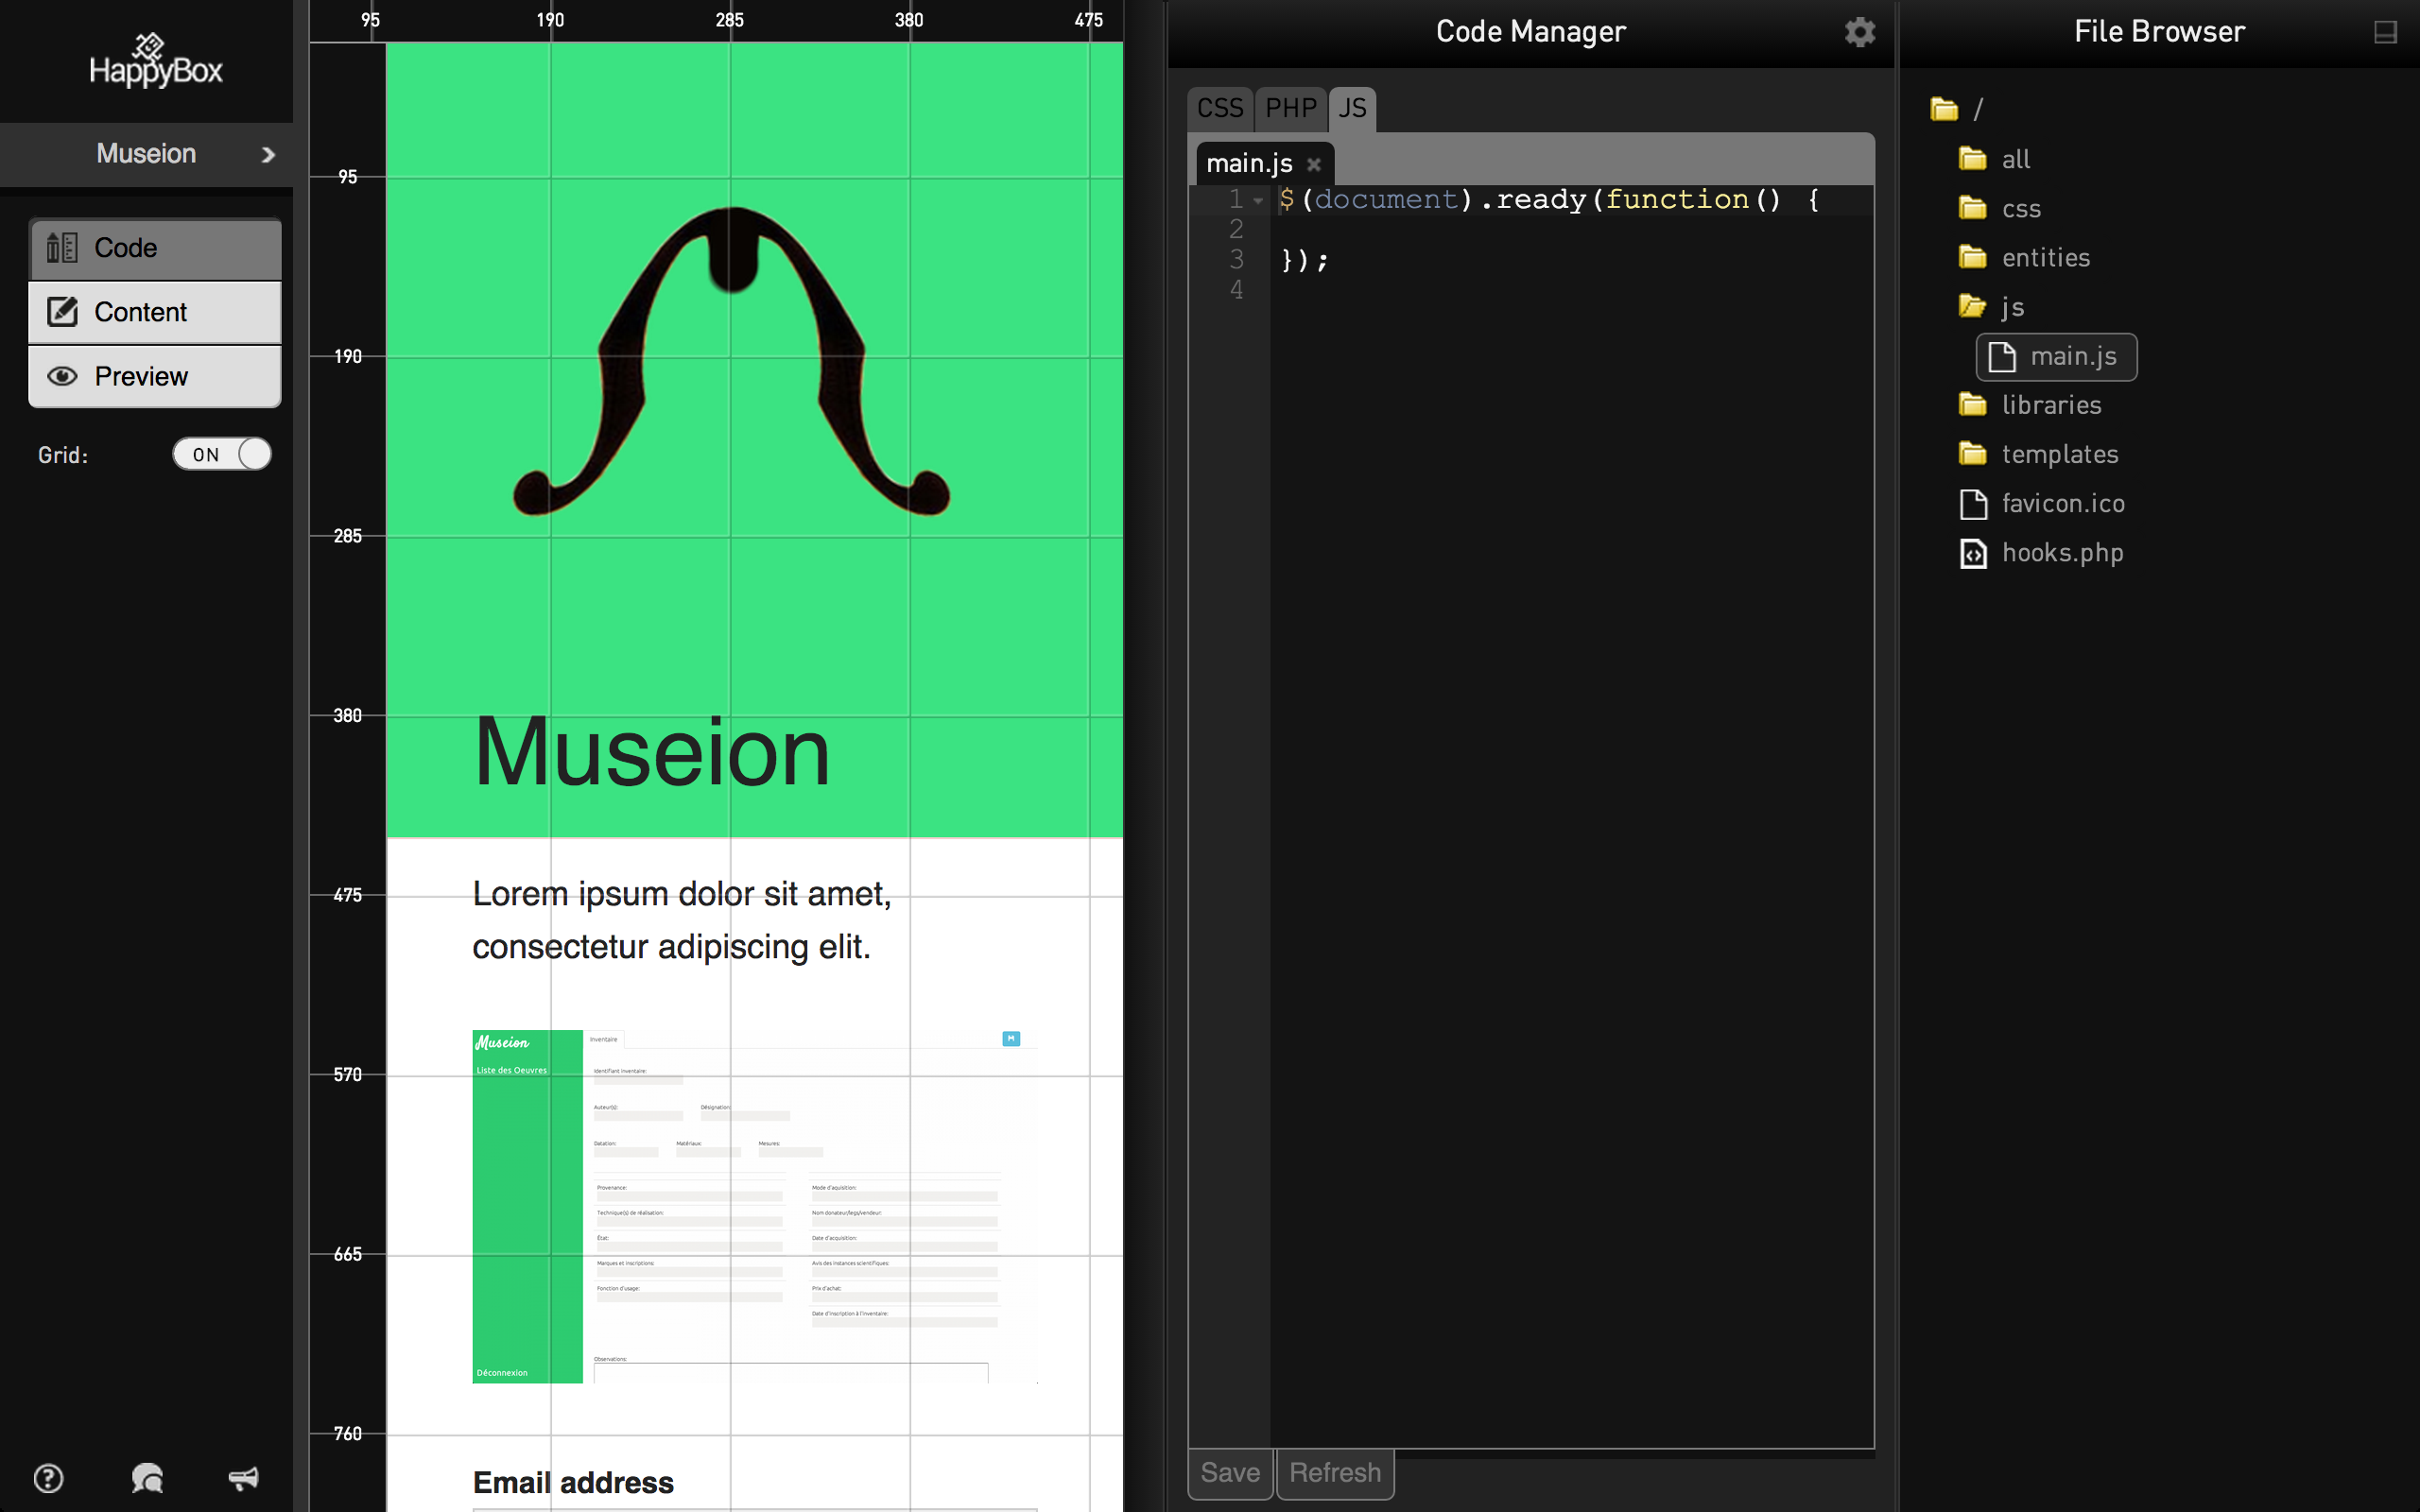 HappyBox
Museion
Code
Content
Preview
Grid:
ON
95 190 285 380 475
95
190
285
380
475
570
665
760
Museion
Lorem ipsum dolor sit amet,
consectetur adipiscing elit.
Museion
Liste des Oeuvres
Déconnexion
Inventaire
Identifiant inventaire:
Auteur(s): Désignation:
Datation: Matériaux: Mesures:
Provenance: Mode d'aquisition:
Technique(s) de réalisation: Nom donateur/legs/vendeur:
État: Date d'acquisition:
Marques et inscriptions: Avis des instances scientifiques:
Fonction d'usage: Prix d'achat:
Date d'inscription à l'inventaire:
Observations:
Email address
Code Manager
CSS PHP JS
main.js
1 $(document).ready(function() {
2
3 });
4
Save Refresh
File Browser
/
all
css
entities
js
main.js
libraries
templates
favicon.ico
hooks.php